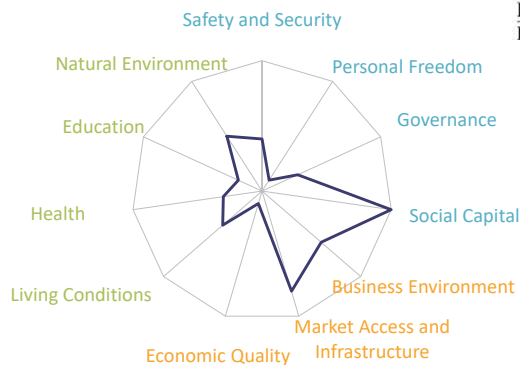 Safety and Security
Natural Environment
Personal Freedom
Education
Governance
Health
Social Capital
Living Conditions
Business Environment
Market Access and
Infrastructure
Economic Quality